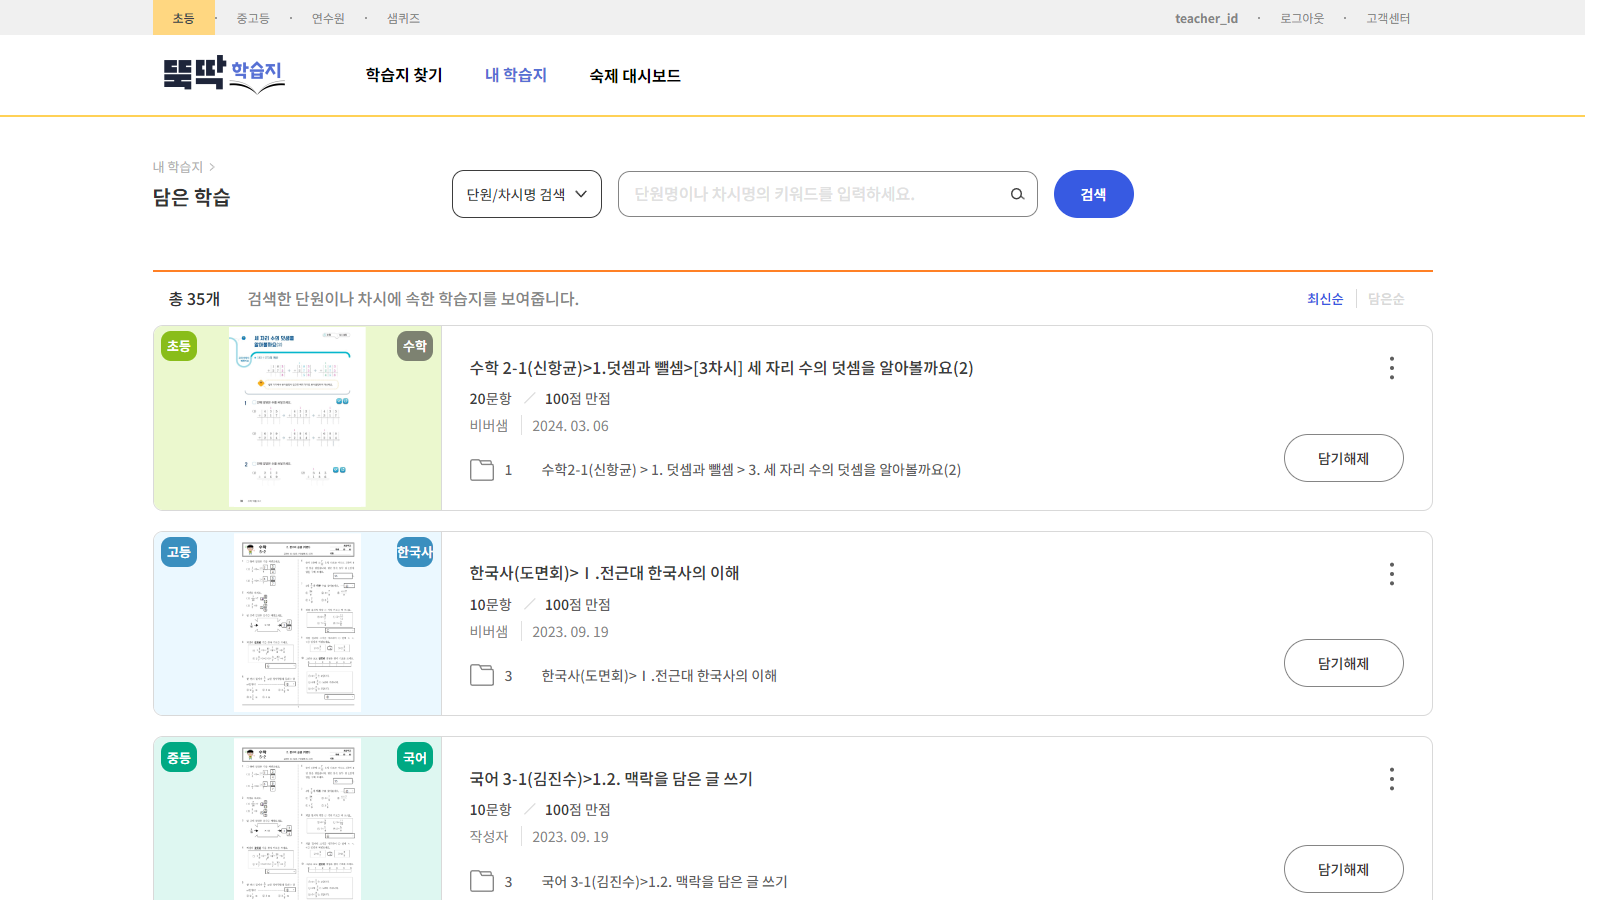 초등 · 중고등 · 연수원 · 샘퀴즈
teacher_id · 로그아웃 · 고객센터
뚝딱 학습지
학습지 찾기
내 학습지
숙제 대시보드
내 학습지 >
담은 학습
단원/차시명 검색
단원명이나 차시명의 키워드를 입력하세요.
검색
총 35개
검색한 단원이나 차시에 속한 학습지를 보여줍니다.
최신순
담은순
초등
세 자리 수의 덧셈을
알아볼까요(2)
수학
수학 2-1(신항균)>1.덧셈과 뺄셈>[3차시] 세 자리 수의 덧셈을 알아볼까요(2)
20문항 / 100점 만점
비버샘 2024. 03. 06
1 수학2-1(신항균) > 1. 덧셈과 뺄셈 > 3. 세 자리 수의 덧셈을 알아볼까요(2)
담기해제
고등
한국사
한국사(도면회)>Ⅰ.전근대 한국사의 이해
10문항 / 100점 만점
비버샘 2023. 09. 19
3 한국사(도면회)>Ⅰ.전근대 한국사의 이해
담기해제
중등
국어
국어 3-1(김진수)>1.2. 맥락을 담은 글 쓰기
10문항 / 100점 만점
작성자 2023. 09. 19
3 국어 3-1(김진수)>1.2. 맥락을 담은 글 쓰기
담기해제